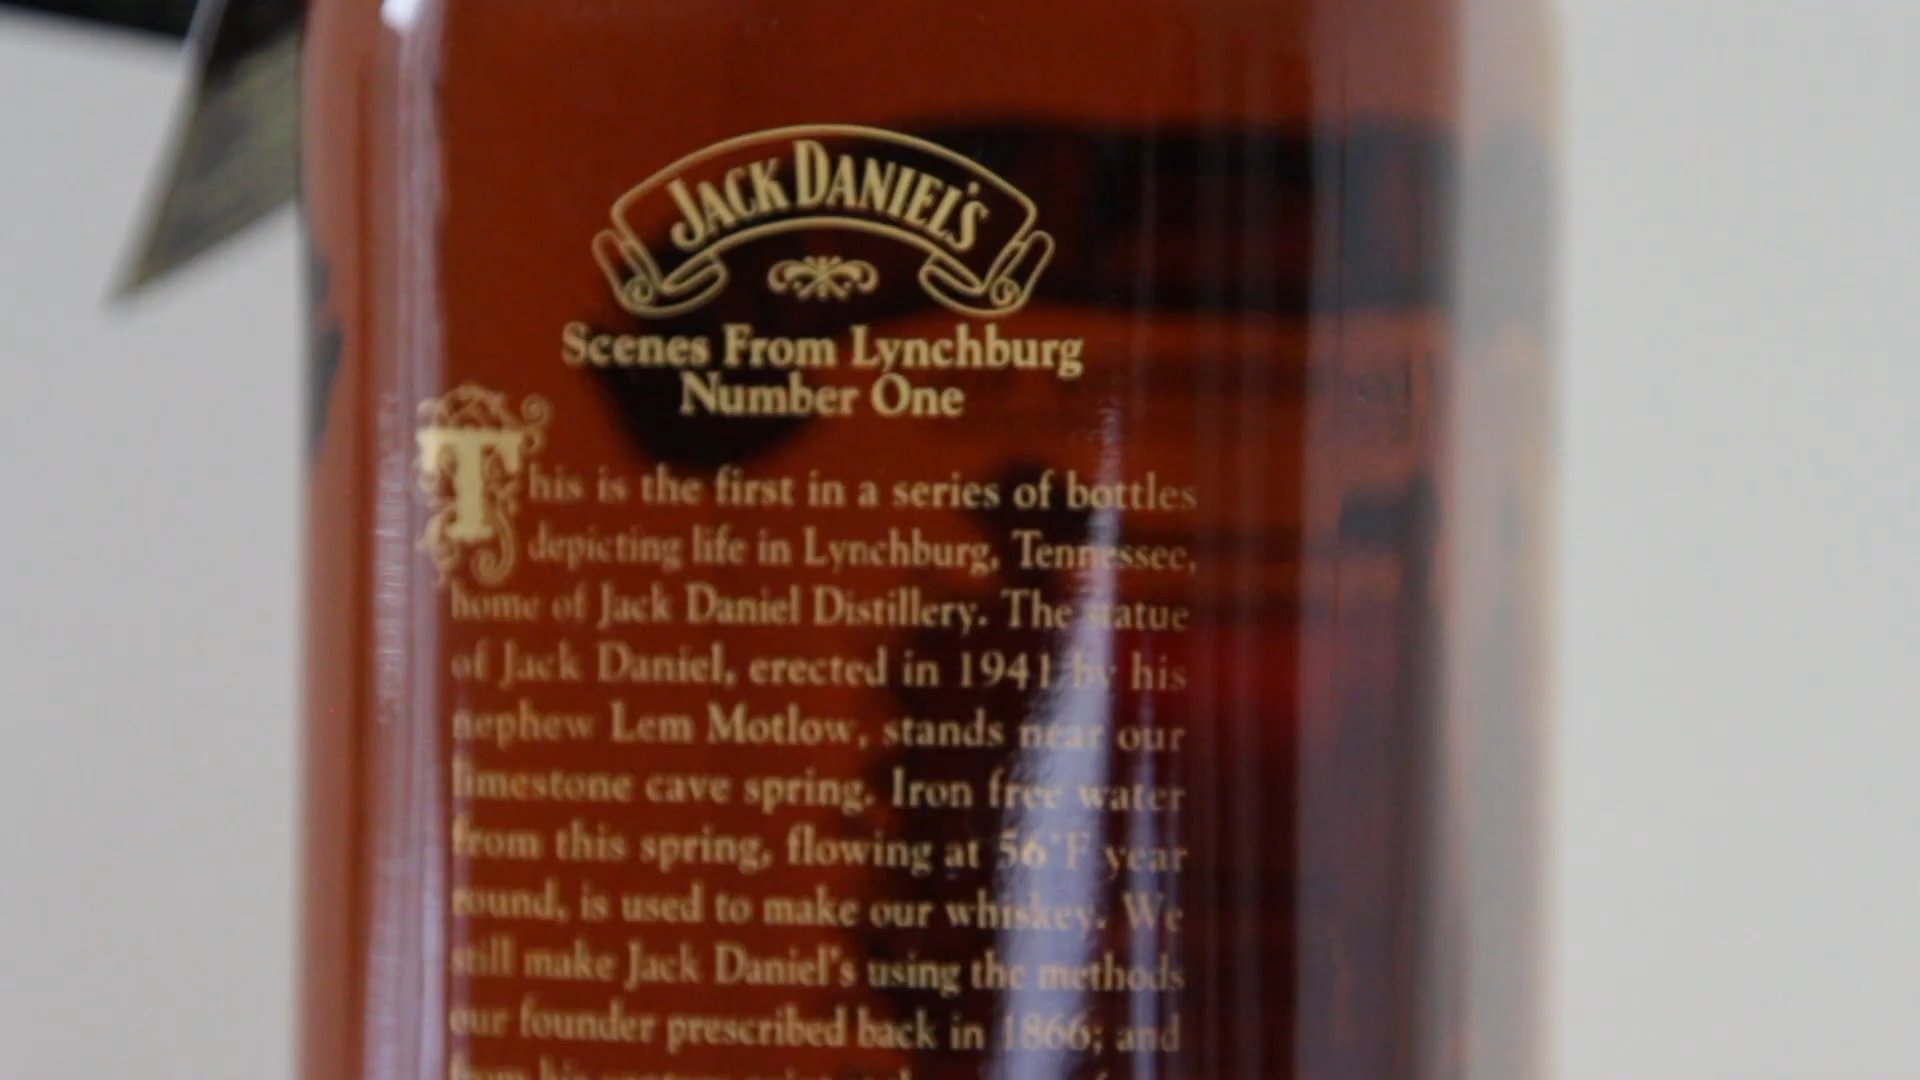 JACK DANIEL'S
Scenes From Lynchburg
Number One
This is the first in a series of bottles
depicting life in Lynchburg, Tennessee,
home of Jack Daniel Distillery. The statue
of Jack Daniel, erected in 1941 by his
nephew Lem Motlow, stands near our
limestone cave spring. Iron free water
from this spring, flowing at 56°F year
round, is used to make our whiskey. We
still make Jack Daniel's using the methods
our founder prescribed back in 1866; and
from his